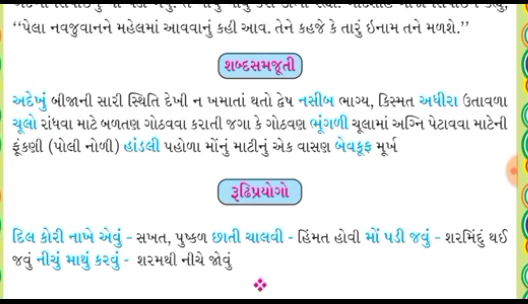 “પેલા નવજુવાનને મહેલમાં આવવાનું કહી આવ. તેને કહજે કે તારું ઇનામ તને મળશે.”
શબ્દસમજૂતી
અદેખું બીજાની સારી સ્થિતિ દેખી ન ખમાતાં થતો દ્વેષ નસીબ ભાગ્ય, કિસ્મત અધીરા ઉતાવળા
ચૂલો રાંધવા માટે બળતણ ગોઠવવા કરાતી જગા કે ગોઠવણ ભૂંગળી ચૂલામાં અગ્નિ પેટાવવા માટેની
ફૂંકણી (પોલી નોળી) હાંડલી પહોળા મોંનું માટીનું એક વાસણ બેવકૂફ મૂર્ખ
રૂઢિપ્રયોગો
દિલ કોરી નાખે એવું - સખત, પુષ્કળ છાતી ચાલવી - હિંમત હોવી મોં પડી જવું - શરમિંદું થઈ
જવું નીચું માથું કરવું - શરમથી નીચે જોવું